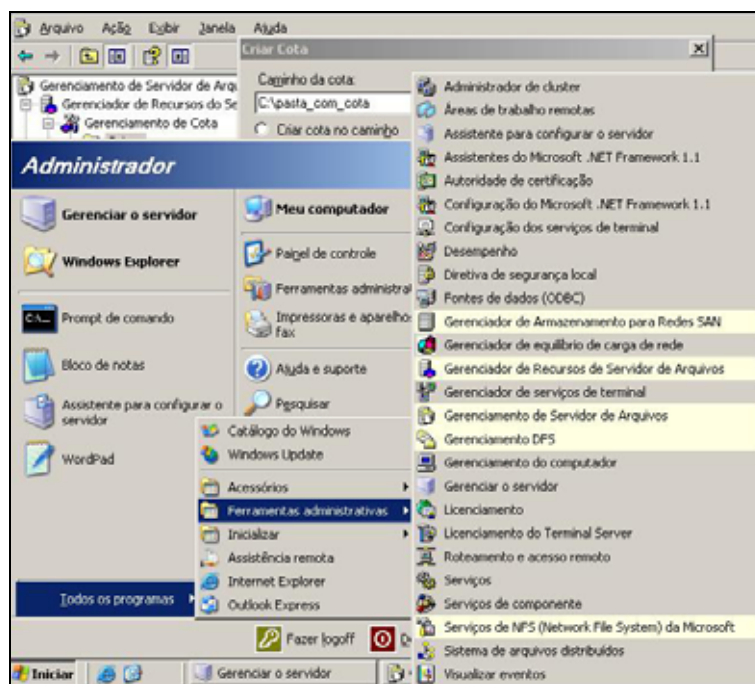 Arquivo Ação Exibir Janela Ajuda
Criar Cota
Gerenciamento de Servidor de Arqu
Gerenciador de Recursos do Se
Gerenciamento de Cota
Caminho da cota:
C:\pasta_com_cota
Criar cota no caminho
Administrador
Gerenciar o servidor
Windows Explorer
Prompt de comando
Bloco de notas
Assistente para configurar o
servidor
WordPad
Todos os programas
Meu computador
Painel de controle
Ferramentas administra
Impressoras e aparelho
fax
Ajuda e suporte
Pesquisar
Catálogo do Windows
Windows Update
Acessórios
Ferramentas administrativas
Inicializar
Assistência remota
Internet Explorer
Outlook Express
Administrador de cluster
Áreas de trabalho remotas
Assistente para configurar o servidor
Assistentes do Microsoft .NET Framework 1.1
Autoridade de certificação
Configuração do Microsoft .NET Framework 1.1
Configuração dos serviços de terminal
Desempenho
Diretiva de segurança local
Fontes de dados (ODBC)
Gerenciador de Armazenamento para Redes SAN
Gerenciador de equilíbrio de carga de rede
Gerenciador de Recursos de Servidor de Arquivos
Gerenciador de serviços de terminal
Gerenciamento de Servidor de Arquivos
Gerenciamento DFS
Gerenciamento do computador
Gerenciar o servidor
Licenciamento
Licenciamento do Terminal Server
Roteamento e acesso remoto
Serviços
Serviços de componente
Serviços de NFS (Network File System) da Microsoft
Sistema de arquivos distribuídos
Visualizar eventos
Fazer logoff
Iniciar
Gerenciar o servidor